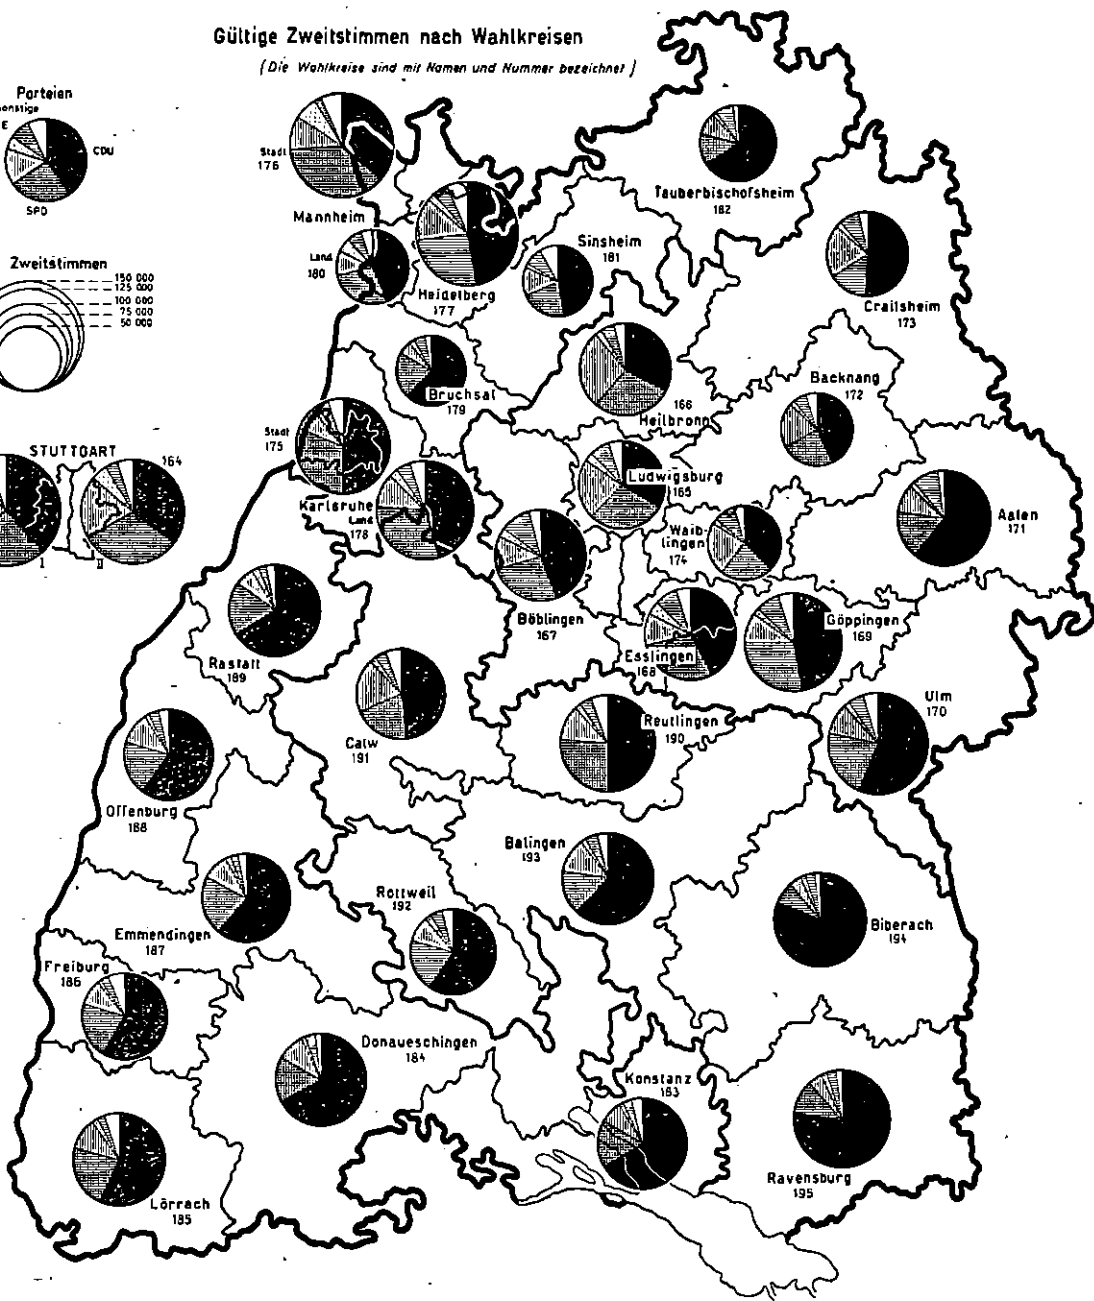 Gültige Zweitstimmen nach Wahlkreisen
(Die Wahlkreise sind mit Namen und Nummer bezeichnet)
Parteien
onstige
E
CDU
SPD
Zweitstimmen
150 000
125 000
100 000
75 000
50 000
Stadt
176
Mannheim
Land
180
Heidelberg
177
Tauberbischofsheim
182
Sinsheim
181
Crailsheim
173
Bruchsal
179
166
Heilbronn
Backnang
172
STUTTGART
164
I
II
Stadt
175
Karlsruhe
Land
178
Ludwigsburg
165
Waib-
lingen
174
Aalen
171
Böblingen
167
Esslingen
168
Göppingen
169
Rastatt
189
Calw
191
Reutlingen
190
Ulm
170
Offenburg
188
Balingen
193
Rottweil
192
Biberach
194
Emmendingen
187
Freiburg
186
Donaueschingen
184
Konstanz
183
Ravensburg
195
Lörrach
185